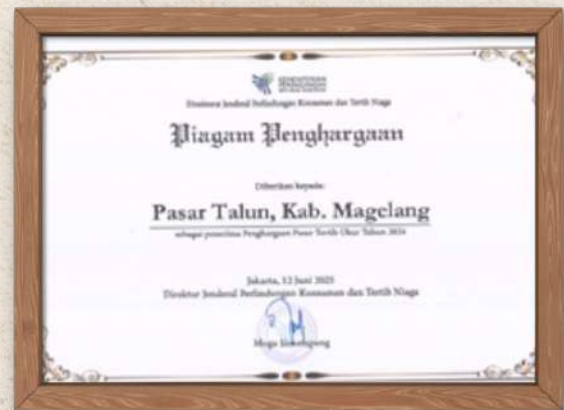 KEMENTERIAN
PERDAGANGAN
Direktorat Jenderal Perlindungan Konsumen dan Tertib Niaga
Piagam Penghargaan
Diberikan kepada:
Pasar Talun, Kab. Magelang
sebagai penerima Penghargaan Pasar Tertib Ukur Tahun 2024
Jakarta, 12 Juni 2025
Direktur Jenderal Perlindungan Konsumen dan Tertib Niaga
Moga